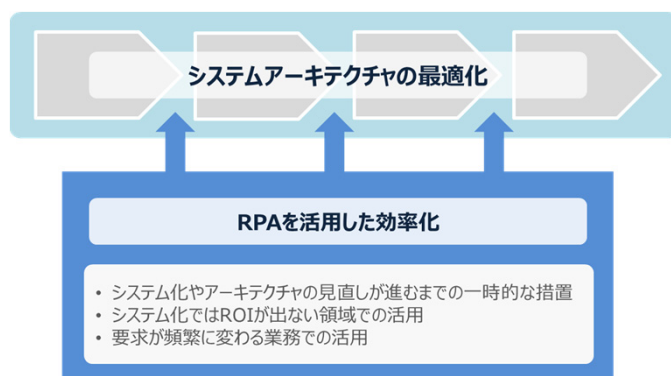 システムアーキテクチャの最適化
RPAを活用した効率化
• システム化やアーキテクチャの見直しが進むまでの一時的な措置
• システム化ではROIが出ない領域での活用
• 要求が頻繁に変わる業務での活用